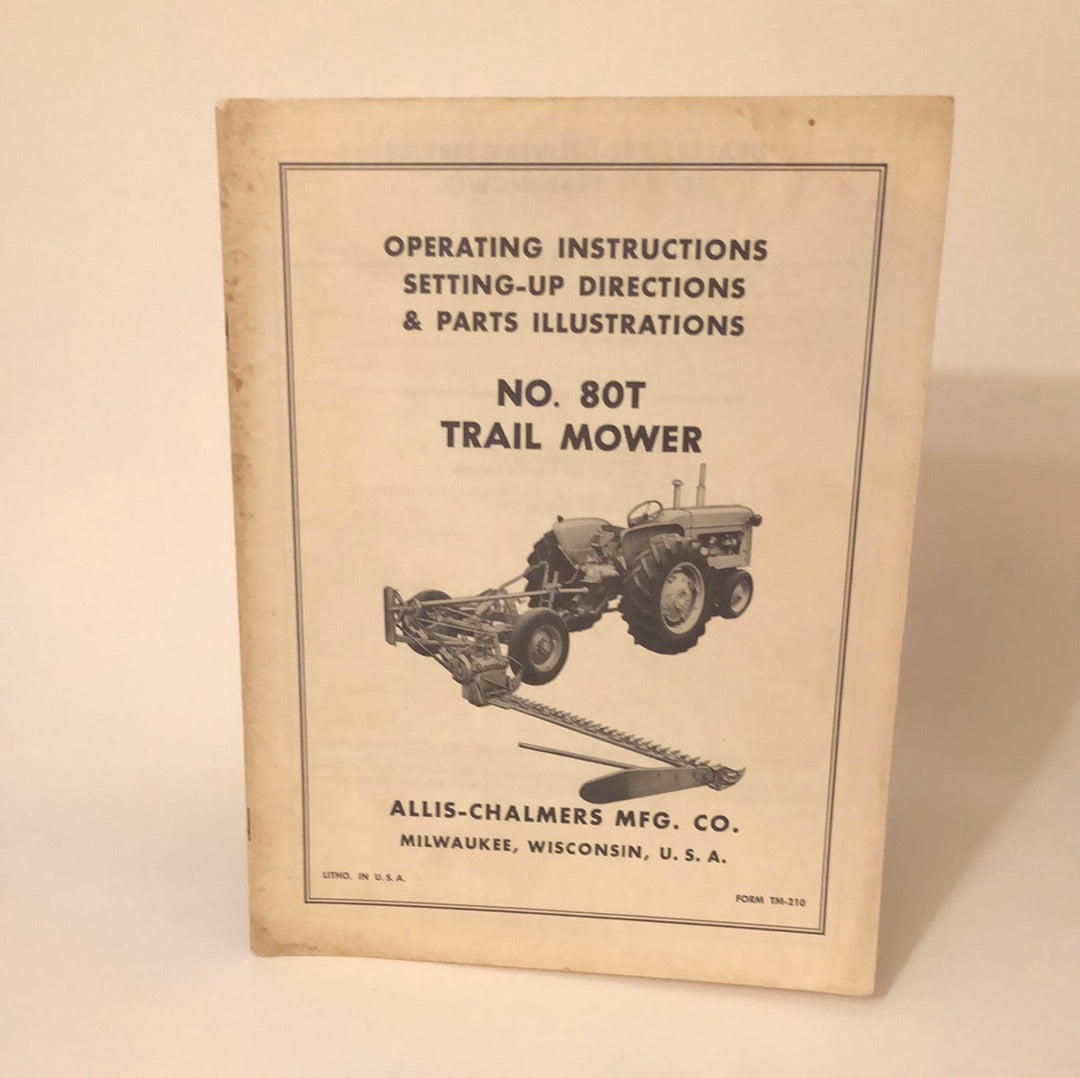 OPERATING INSTRUCTIONS
SETTING-UP DIRECTIONS
& PARTS ILLUSTRATIONS
NO. 80T
TRAIL MOWER
ALLIS-CHALMERS MFG. CO.
MILWAUKEE, WISCONSIN, U. S. A.
LITHO. IN U. S. A.
FORM TM-210